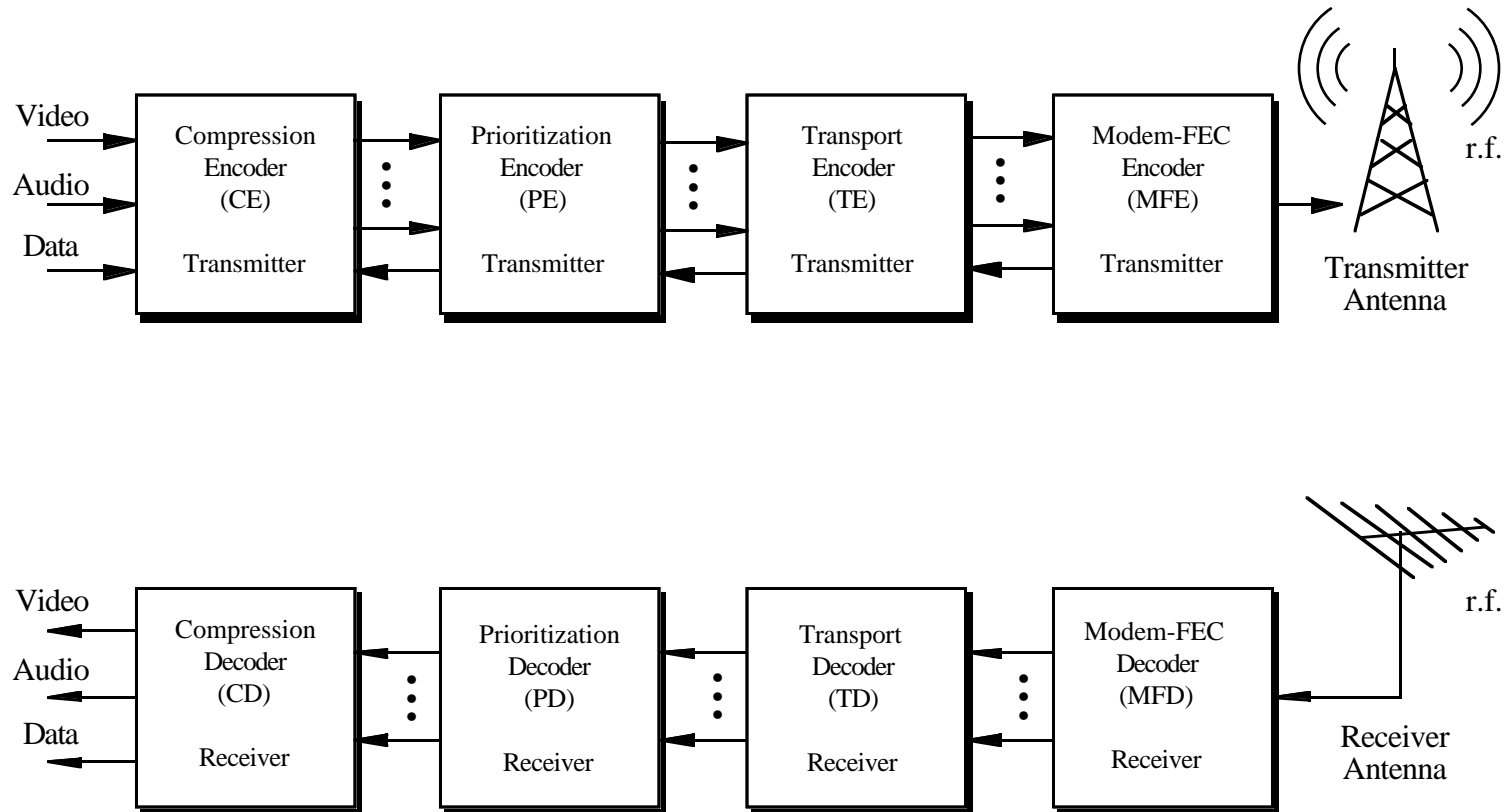 Video
Audio
Data
Compression
Encoder
(CE)
Transmitter
Prioritization
Encoder
(PE)
Transmitter
Transport
Encoder
(TE)
Transmitter
Modem-FEC
Encoder
(MFE)
Transmitter
r.f.
Transmitter
Antenna
Video
Audio
Data
Compression
Decoder
(CD)
Receiver
Prioritization
Decoder
(PD)
Receiver
Transport
Decoder
(TD)
Receiver
Modem-FEC
Decoder
(MFD)
Receiver
r.f.
Receiver
Antenna